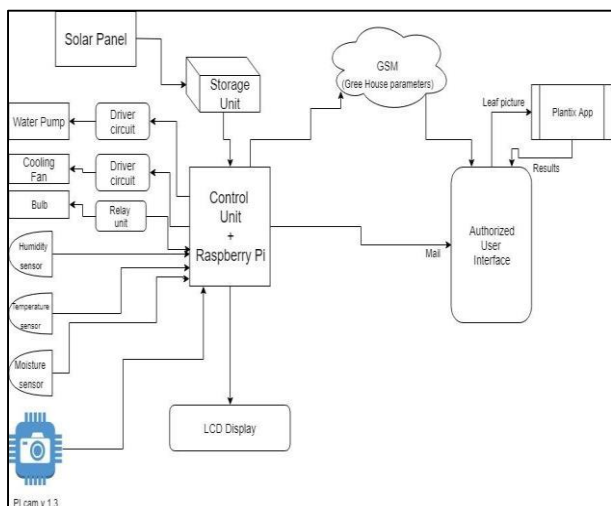 Solar Panel
Storage
Unit
GSM
(Gree House parameters)
Leaf picture
Plantix App
Results
Water Pump
Driver
circuit
Cooling
Fan
Driver
circuit
Bulb
Relay
unit
Control
Unit
+
Raspberry Pi
Humidity
sensor
Temperature
sensor
Moisture
sensor
Mail
Authorized
User
Interface
LCD Display
PI cam v 1.3